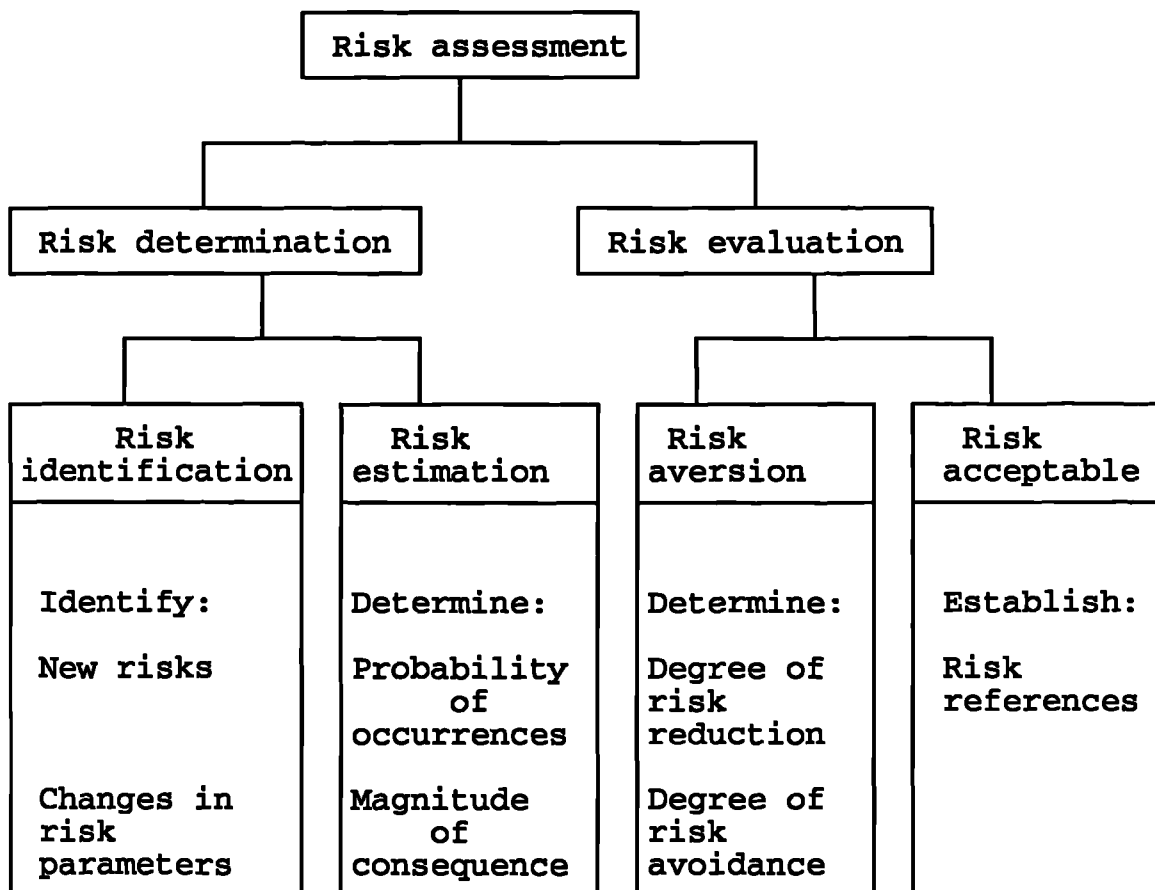 Risk assessment
Risk determination
Risk evaluation
Risk
identification
Identify:
New risks
Changes in
risk
parameters
Risk
estimation
Determine:
Probability
of
occurrences
Magnitude
of
consequence
Risk
aversion
Determine:
Degree of
risk
reduction
Degree of
risk
avoidance
Risk
acceptable
Establish:
Risk
references